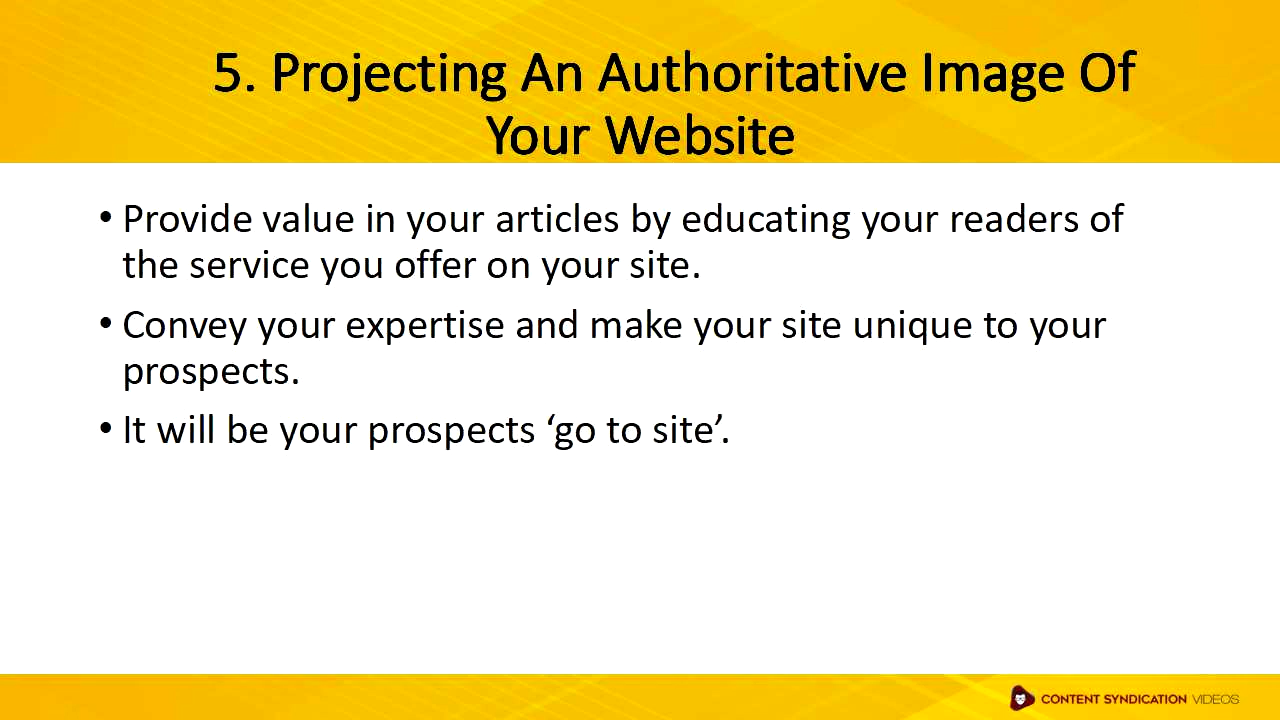 5. Projecting An Authoritative Image Of
Your Website
• Provide value in your articles by educating your readers of
the service you offer on your site.
• Convey your expertise and make your site unique to your
prospects.
• It will be your prospects ‘go to site’.
CONTENT SYNDICATION VIDEOS